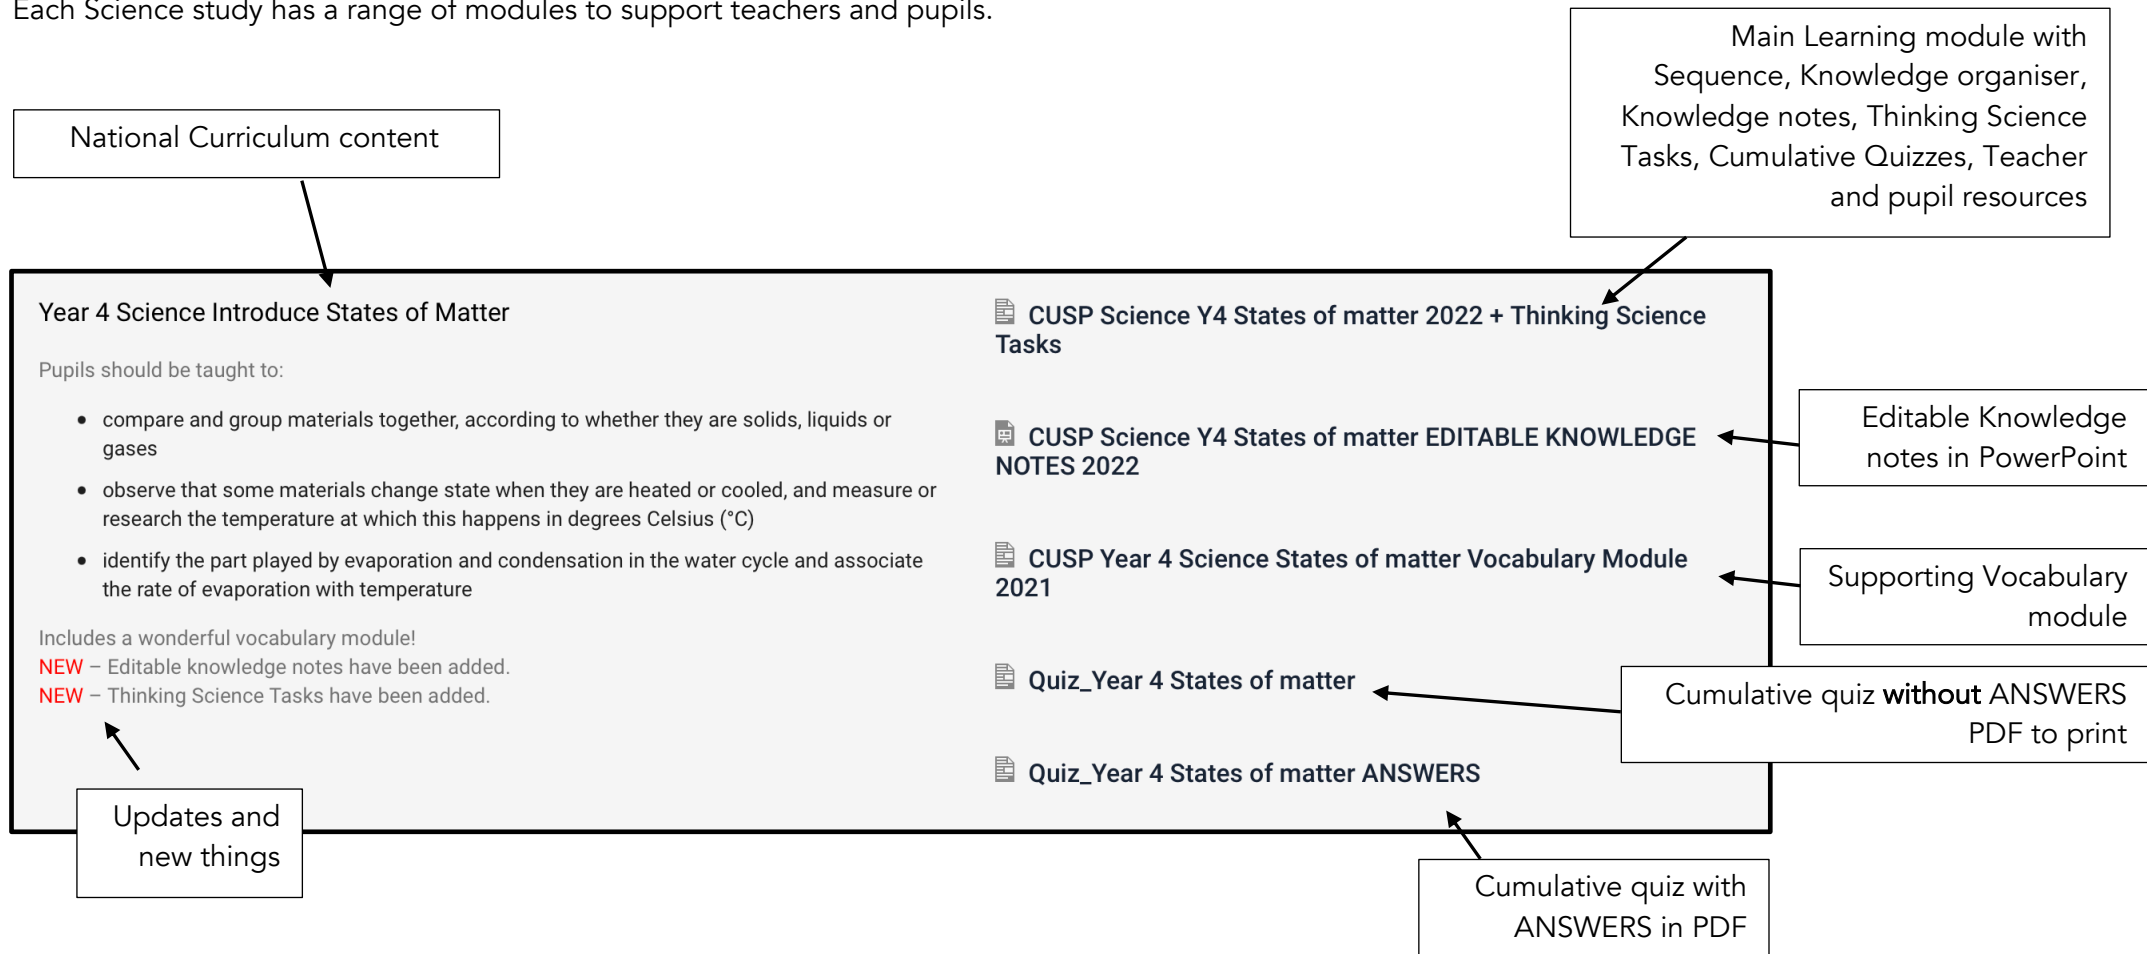 Each Science study has a range of modules to support teachers and pupils.
Main Learning module with
Sequence, Knowledge organiser,
Knowledge notes, Thinking Science
Tasks, Cumulative Quizzes, Teacher
and pupil resources
National Curriculum content
Year 4 Science Introduce States of Matter
Pupils should be taught to:
• compare and group materials together, according to whether they are solids, liquids or
gases
• observe that some materials change state when they are heated or cooled, and measure or
research the temperature at which this happens in degrees Celsius (°C)
• identify the part played by evaporation and condensation in the water cycle and associate
the rate of evaporation with temperature
Includes a wonderful vocabulary module!
NEW – Editable knowledge notes have been added.
NEW – Thinking Science Tasks have been added.
Updates and
new things
CUSP Science Y4 States of matter 2022 + Thinking Science
Tasks
CUSP Science Y4 States of matter EDITABLE KNOWLEDGE
NOTES 2022
CUSP Year 4 Science States of matter Vocabulary Module
2021
Quiz_Year 4 States of matter
Quiz_Year 4 States of matter ANSWERS
Editable Knowledge
notes in PowerPoint
Supporting Vocabulary
module
Cumulative quiz without ANSWERS
PDF to print
Cumulative quiz with
ANSWERS in PDF